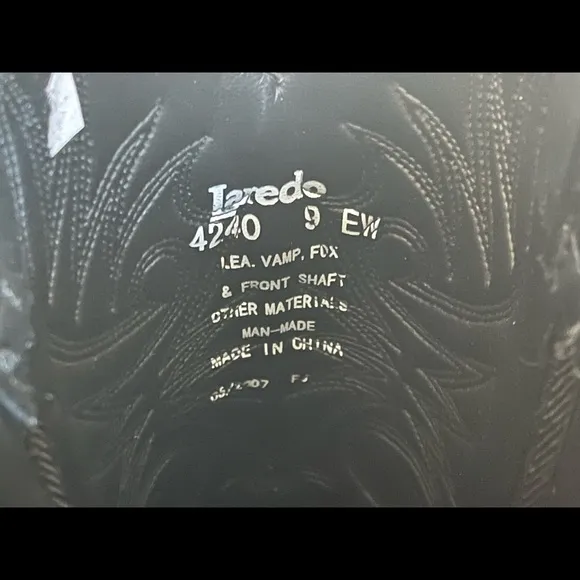 Laredo
4240 9 EW
LEA. VAMP, FOX
& FRONT SHAFT
OTHER MATERIALS
MAN-MADE
MADE IN CHINA